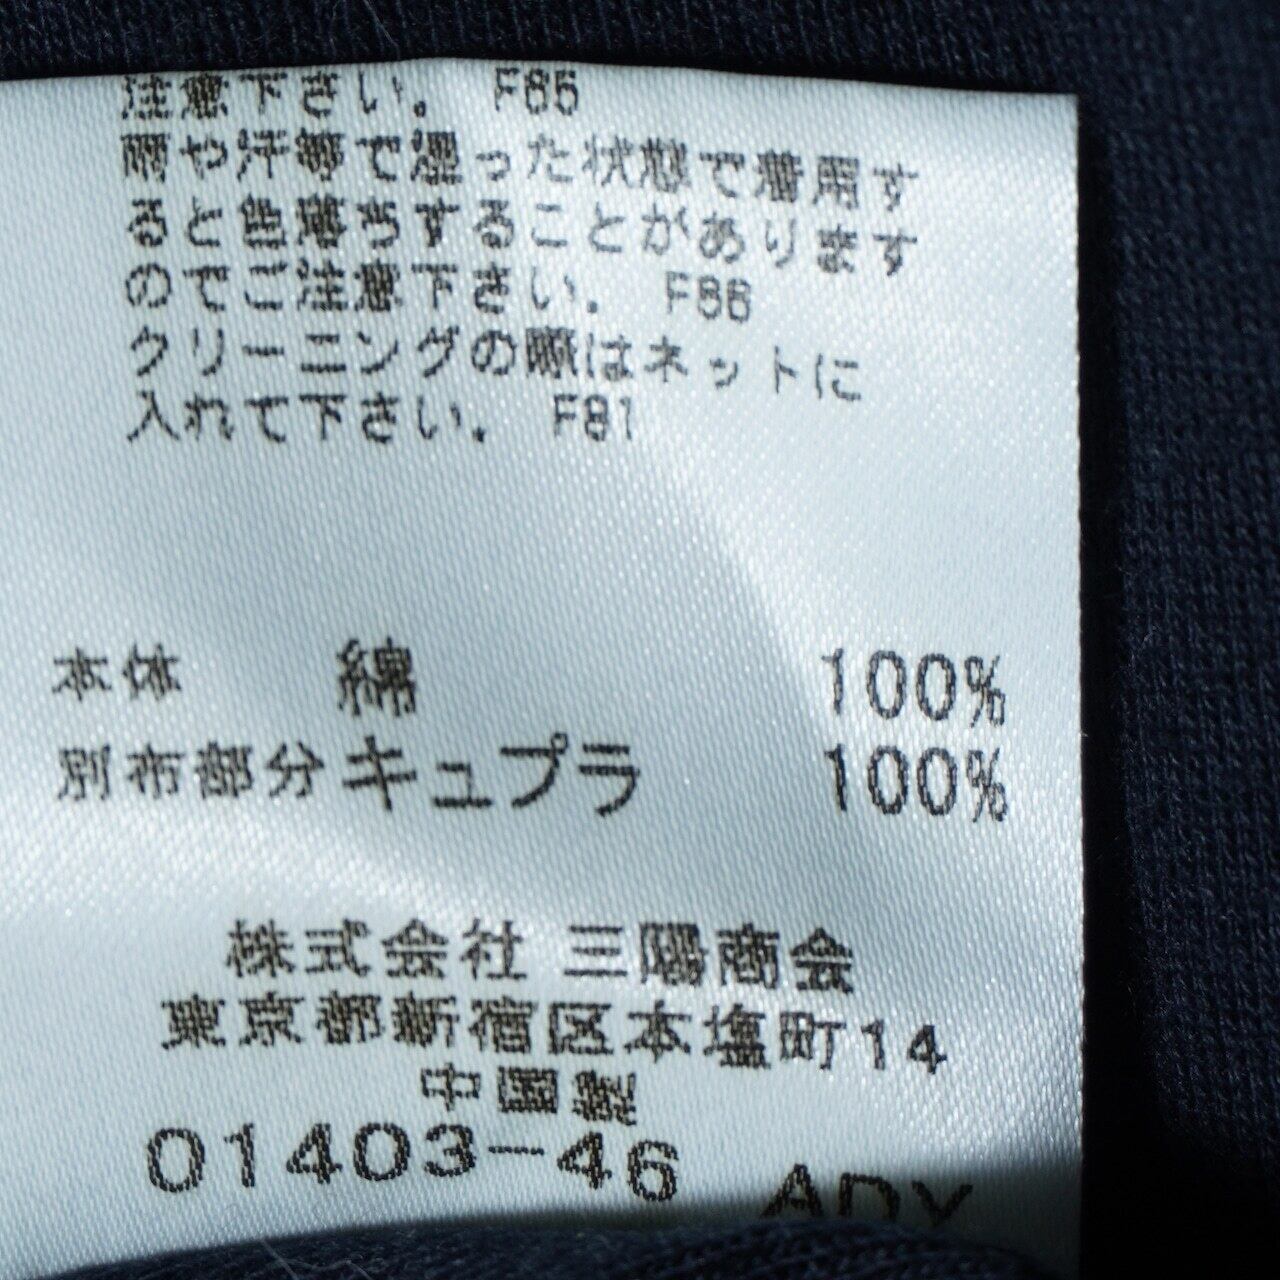 注意下さい。 F65
雨や汗等で湿った状態で着用す
ると色落ちすることがあります
のでご注意下さい。 F66
クリーニングの際はネットに
入れて下さい。 F81
本体 綿 100%
別布部分 キュプラ 100%
株式会社 三陽商会
東京都新宿区本塩町14
中国製
01403-46 ADY